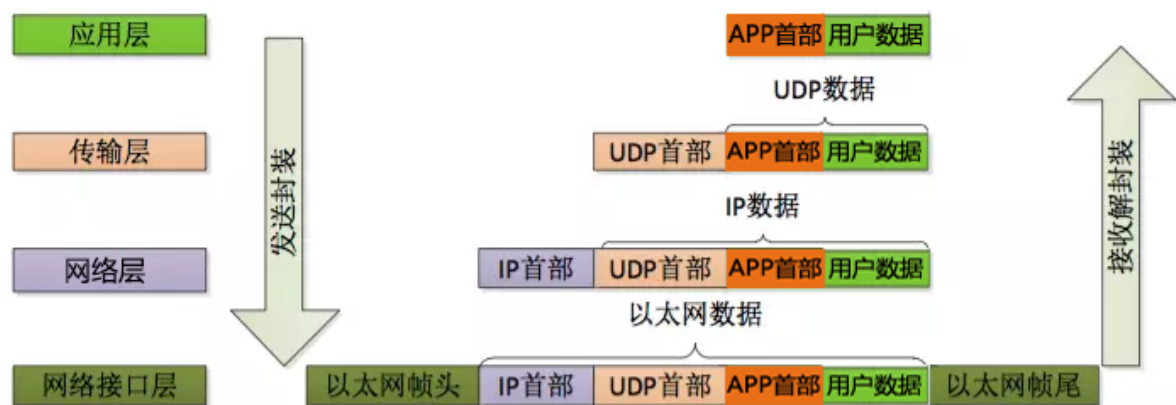 应用层 APP首部 用户数据
UDP数据
传输层 UDP首部 APP首部 用户数据
发送封装
接收解封装
IP数据
网络层 IP首部 UDP首部 APP首部 用户数据
以太网数据
网络接口层 以太网帧头 IP首部 UDP首部 APP首部 用户数据 以太网帧尾